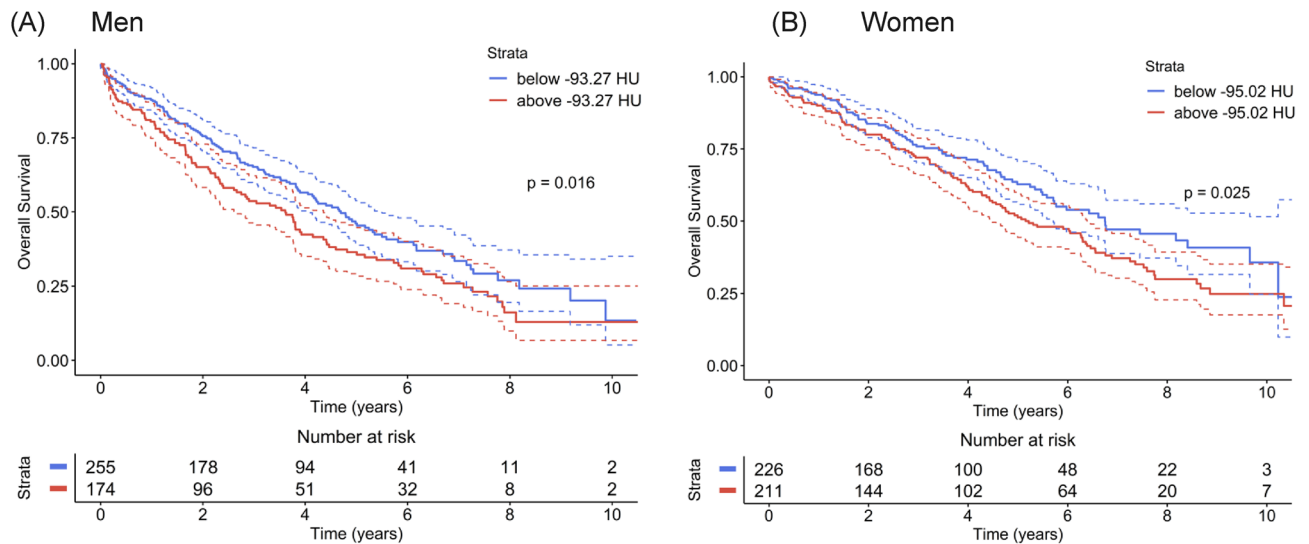 (A) Men
Strata
below -93.27 HU
above -93.27 HU
1.00
0.75
0.50
0.25
0.00
Overall Survival
p = 0.016
0 2 4 6 8 10
Time (years)
Number at risk
Strata
255 178 94 41 11 2
174 96 51 32 8 2
0 2 4 6 8 10
Time (years)
(B) Women
Strata
below -95.02 HU
above -95.02 HU
1.00
0.75
0.50
0.25
0.00
Overall Survival
p = 0.025
0 2 4 6 8 10
Time (years)
Number at risk
Strata
226 168 100 48 22 3
211 144 102 64 20 7
0 2 4 6 8 10
Time (years)